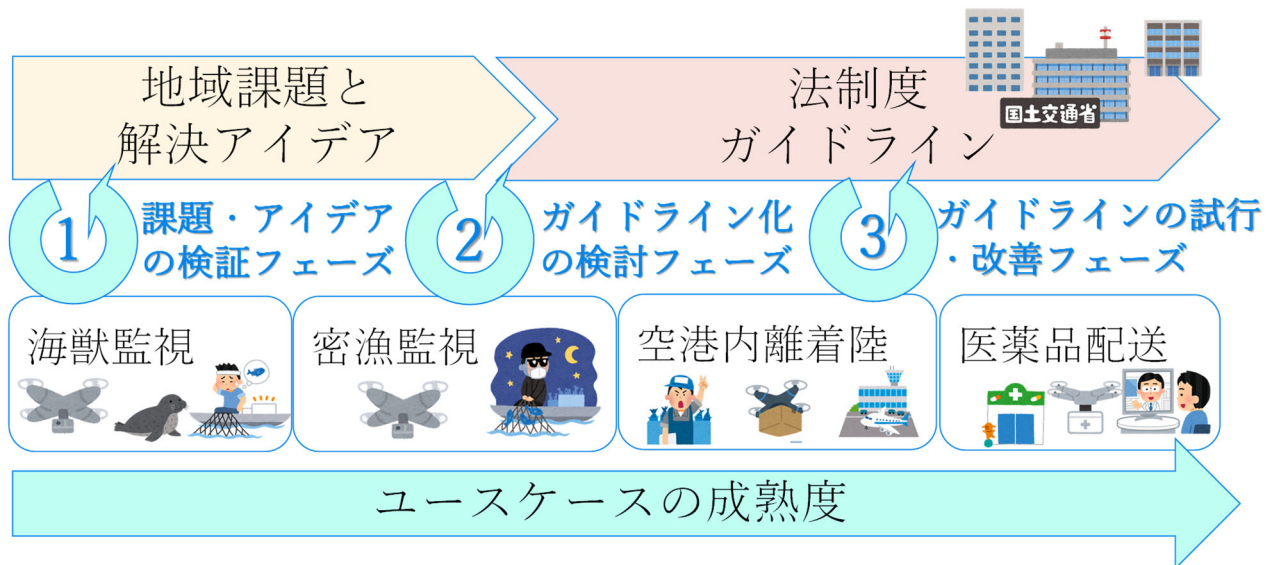 地域課題と
解決アイデア
法制度
ガイドライン
国土交通省
1
課題・アイデア
の検証フェーズ
2
ガイドライン化
の検討フェーズ
3
ガイドラインの試行
・改善フェーズ
海獣監視
密漁監視
空港内離着陸
医薬品配送
ユースケースの成熟度